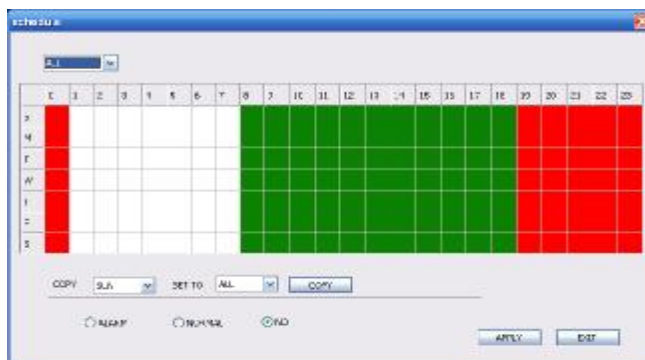 schedule
ALL
0 1 2 3 4 5 6 7 8 9 10 11 12 13 14 15 16 17 18 19 20 21 22 23
S
M
T
W
T
F
S
COPY SUN SET TO ALL COPY
ALARM NORMAL NO
APPLY EXIT